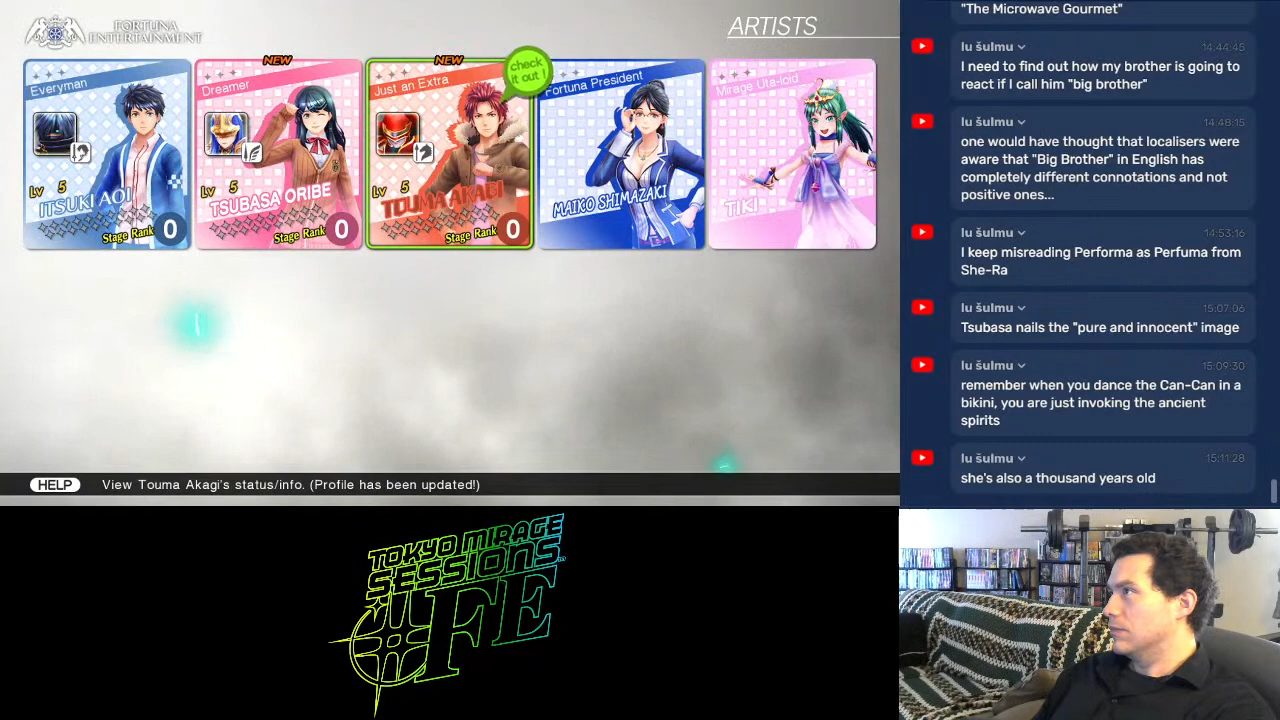 FORTUNA
ENTERTAINMENT
ARTISTS
Everyman
Lv 5
ITSUKI AOI
Stage Rank 0
NEW
Dreamer
Lv 5
TSUBASA ORIBE
Stage Rank 0
NEW
check
it out !
Just an Extra
Lv 5
TOUMA AKAGI
Stage Rank 0
Fortuna President
MAIKO SHIMAZAKI
Mirage Uta-loid
TIKI
HELP View Touma Akagi's status/info. (Profile has been updated!)
TOKYO MIRAGE
SESSIONS
#FE
"The Microwave Gourmet"
lu šulmu 14:44:45
I need to find out how my brother is going to
react if I call him "big brother"
lu šulmu 14:48:15
one would have thought that localisers were
aware that "Big Brother" in English has
completely different connotations and not
positive ones...
lu šulmu 14:53:16
I keep misreading Performa as Perfuma from
She-Ra
lu šulmu 15:07:06
Tsubasa nails the "pure and innocent" image
lu šulmu 15:09:30
remember when you dance the Can-Can in a
bikini, you are just invoking the ancient
spirits
lu šulmu 15:11:28
she's also a thousand years old